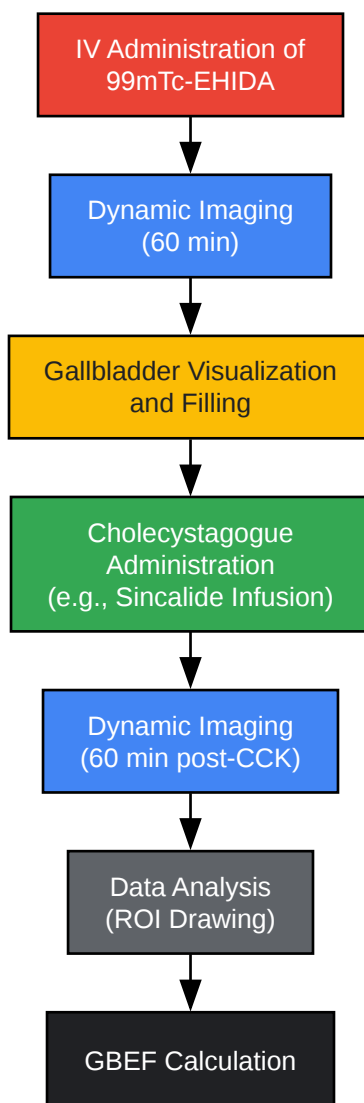 IV Administration of
99mTc-EHIDA
Dynamic Imaging
(60 min)
Gallbladder Visualization
and Filling
Cholecystagogue
Administration
(e.g., Sincalide Infusion)
Dynamic Imaging
(60 min post-CCK)
Data Analysis
(ROI Drawing)
GBEF Calculation